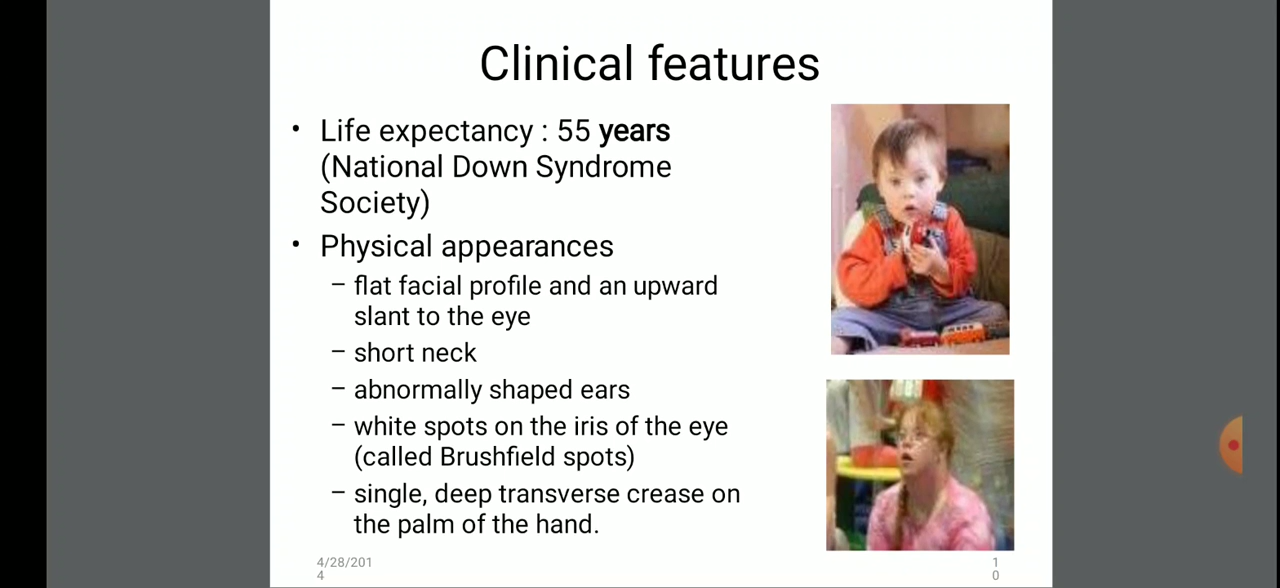 Clinical features
• Life expectancy : 55 years
(National Down Syndrome
Society)
• Physical appearances
– flat facial profile and an upward
slant to the eye
– short neck
– abnormally shaped ears
– white spots on the iris of the eye
(called Brushfield spots)
– single, deep transverse crease on
the palm of the hand.
4/28/201
4
1
0